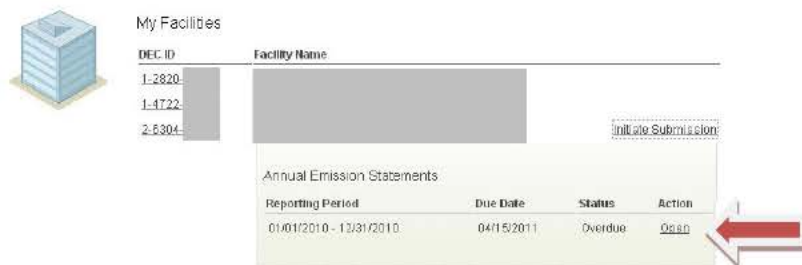 My Facilities
DEC ID Facility Name
1-2820-
1-4722-
2-6304- Initiate Submission
Annual Emission Statements
Reporting Period Due Date Status Action
01/01/2010 - 12/31/2010 04/15/2011 Overdue Open